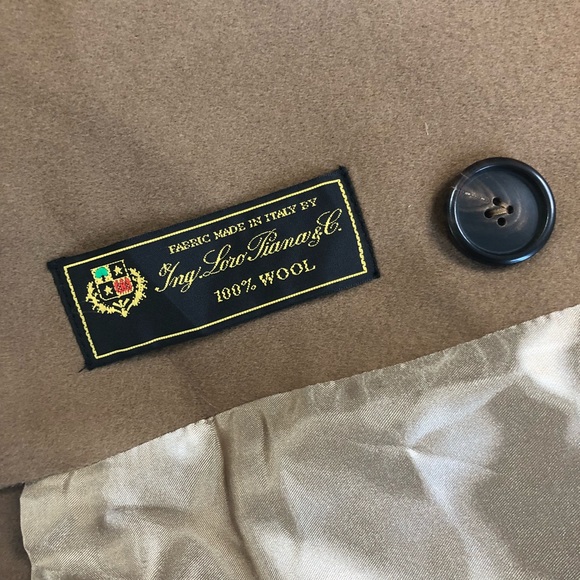 FABRIC MADE IN ITALY BY
Ing. Loro Piana & C.
100% WOOL